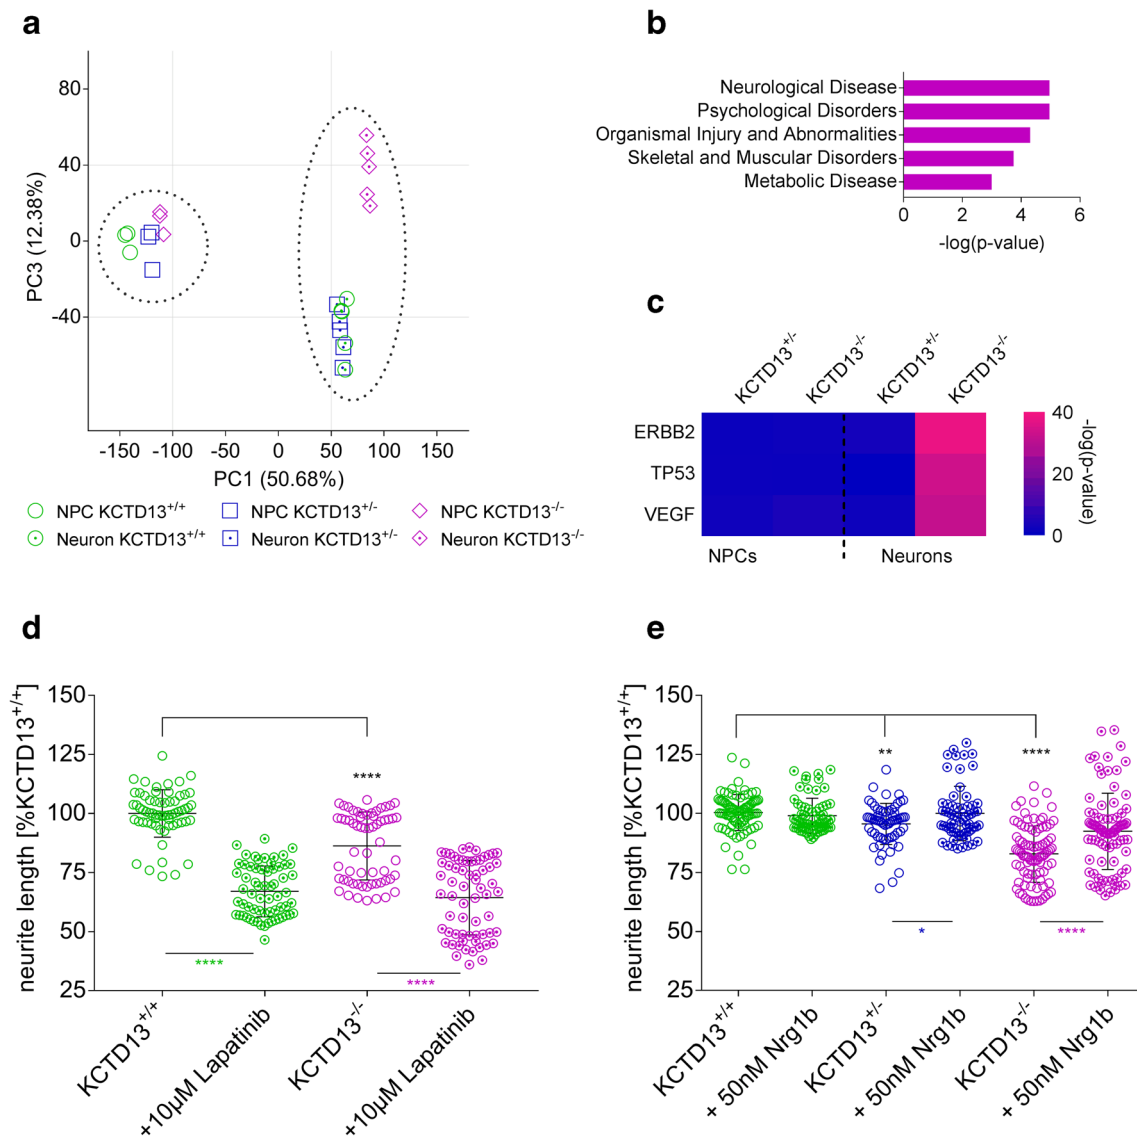 a
80
40
0
-40
PC3 (12.38%)
-150 -100 -50 0 50 100 150
PC1 (50.68%)
NPC KCTD13+/+ NPC KCTD13+/- NPC KCTD13-/-
Neuron KCTD13+/+ Neuron KCTD13+/- Neuron KCTD13-/-
b
Neurological Disease
Psychological Disorders
Organismal Injury and Abnormalities
Skeletal and Muscular Disorders
Metabolic Disease
0 2 4 6
-log(p-value)
c
KCTD13+/- KCTD13-/- KCTD13+/- KCTD13-/-
ERBB2
TP53
VEGF
NPCs Neurons
40
20
0
-log(p-value)
d
150
125
100
75
50
25
neurite length [%KCTD13+/+]
****
****
****
KCTD13+/+
+10µM Lapatinib
KCTD13-/-
+10µM Lapatinib
e
150
125
100
75
50
25
neurite length [%KCTD13+/+]
** ****
* ****
KCTD13+/+
+ 50nM Nrg1b
KCTD13+/-
+ 50nM Nrg1b
KCTD13-/-
+ 50nM Nrg1b